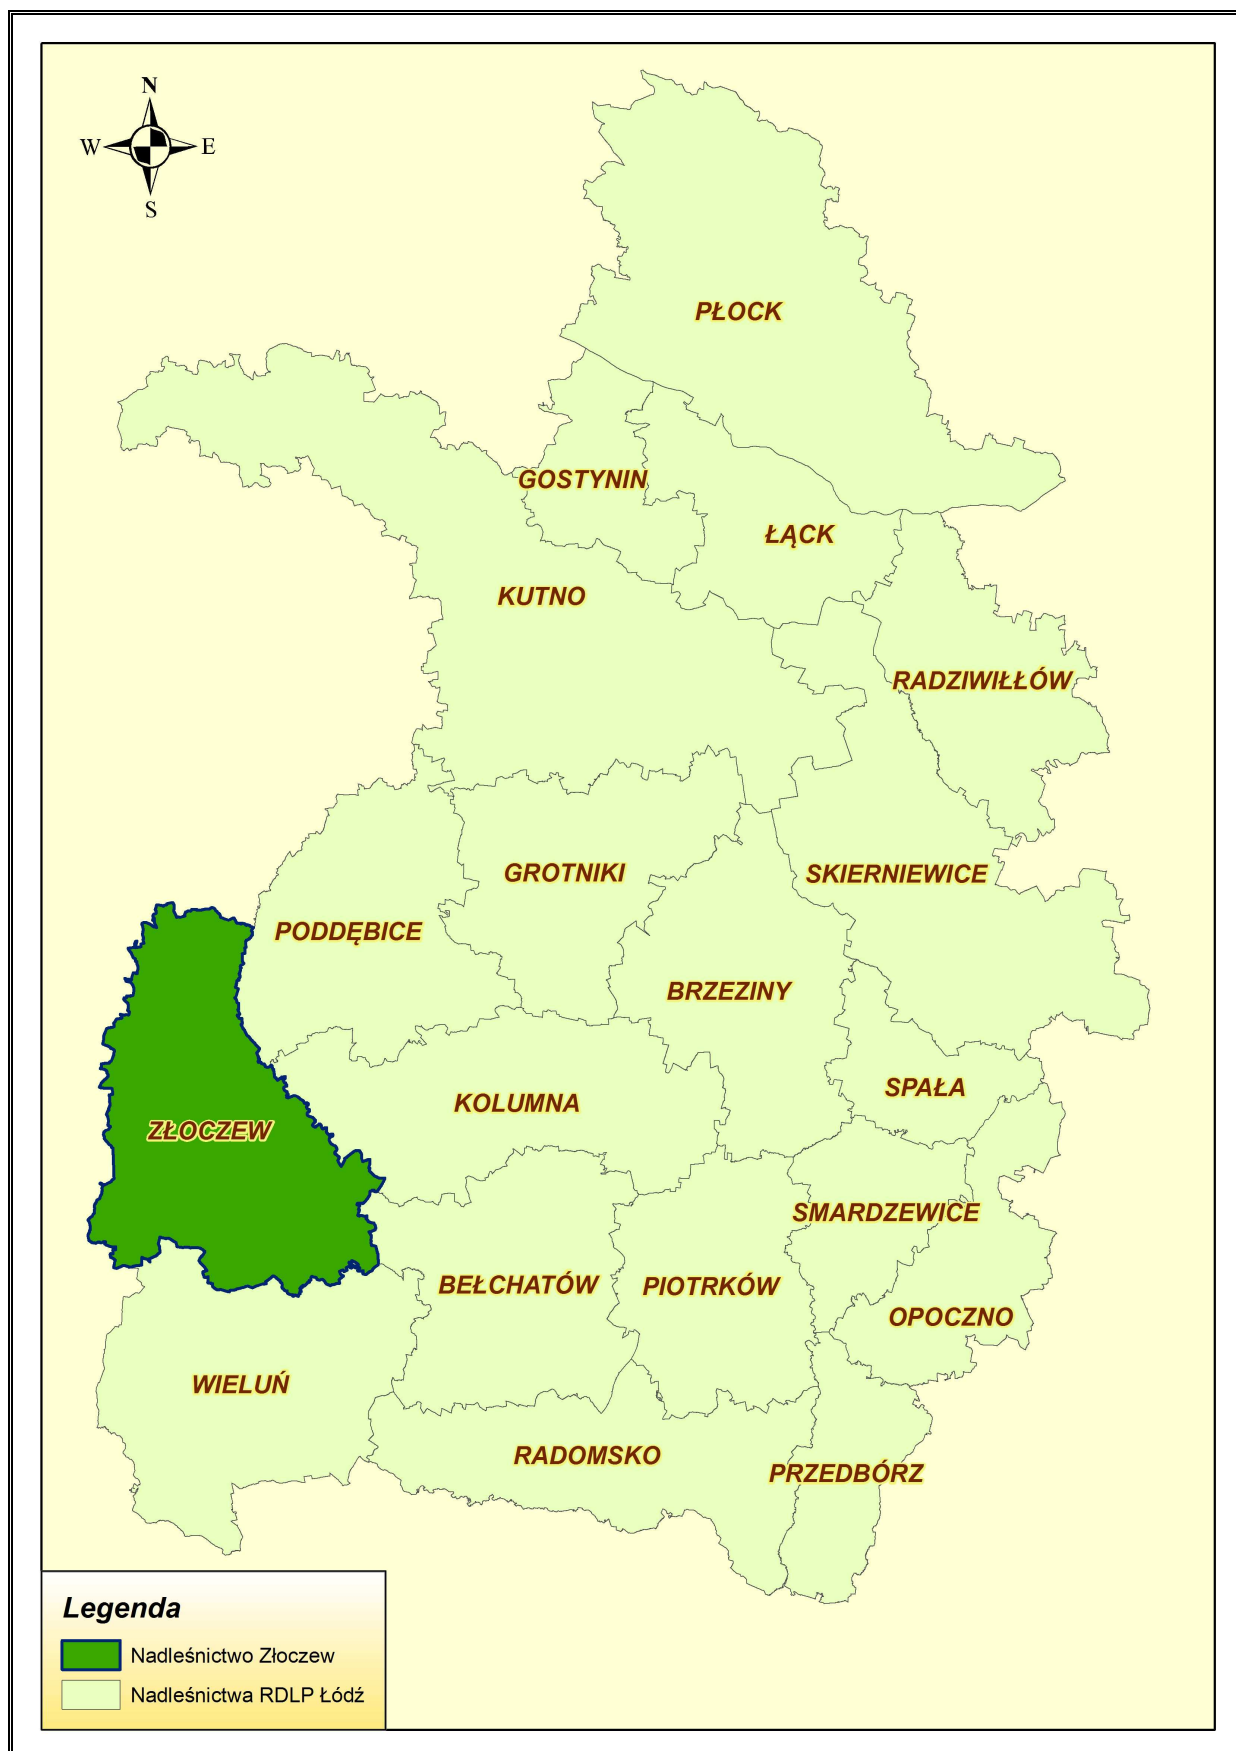 N
W E
S
PŁOCK
GOSTYNIN
ŁĄCK
KUTNO
RADZIWIŁŁÓW
GROTNIKI
SKIERNIEWICE
PODDĘBICE
BRZEZINY
SPAŁA
KOLUMNA
ZŁOCZEW
SMARDZEWICE
BEŁCHATÓW
PIOTRKÓW
OPOCZNO
WIELUŃ
RADOMSKO
PRZEDBÓRZ
Legenda
Nadleśnictwo Złoczew
Nadleśnictwa RDLP Łódź